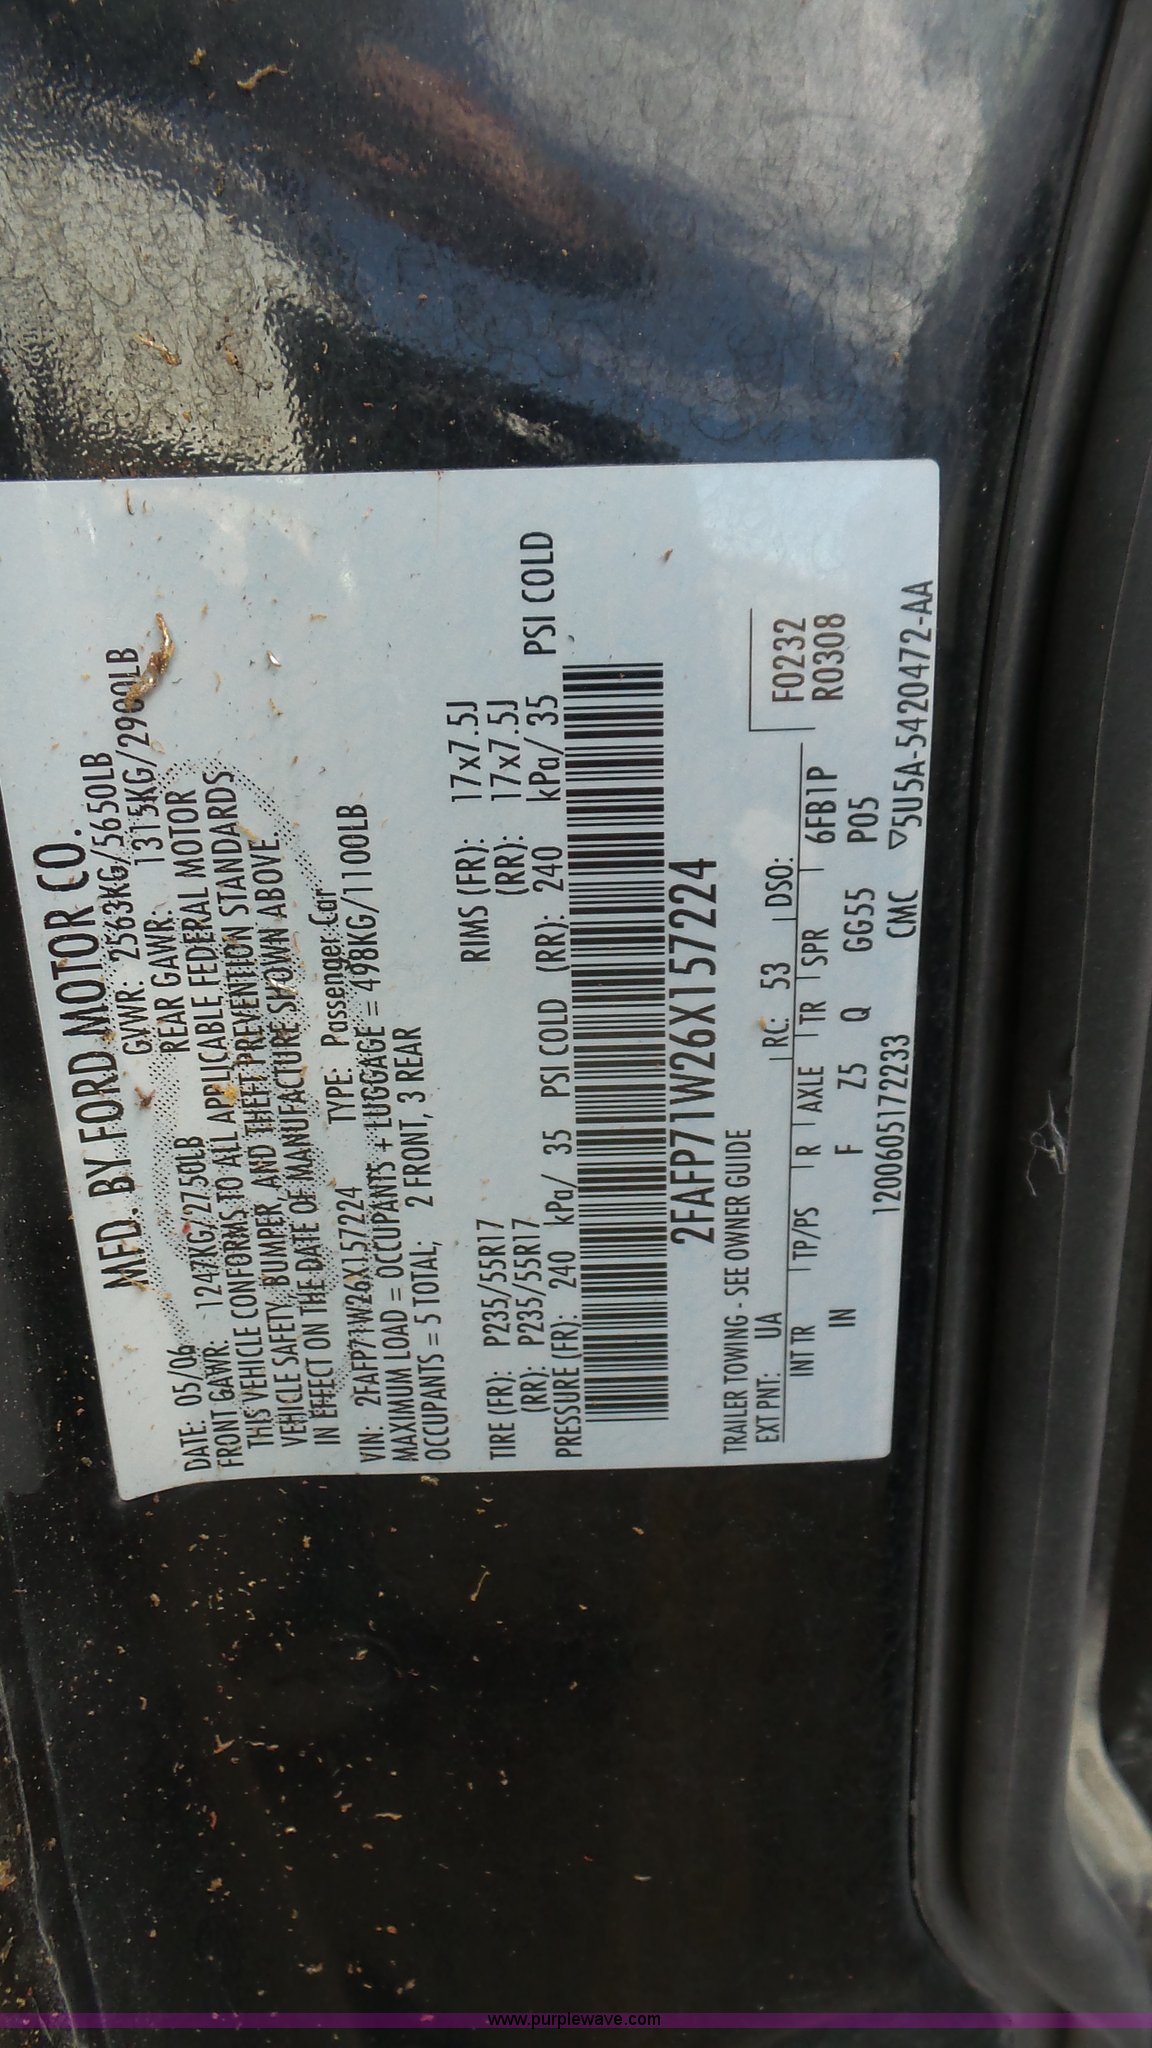 MFD. BY FORD MOTOR CO.
DATE: 05/06 GVWR: 2563KG/5650LB
FRONT GAWR: 1247KG/2750LB REAR GAWR: 1315KG/2900LB
THIS VEHICLE CONFORMS TO ALL APPLICABLE FEDERAL MOTOR
VEHICLE SAFETY, BUMPER, AND THEFT PREVENTION STANDARDS
IN EFFECT ON THE DATE OF MANUFACTURE SHOWN ABOVE.
VIN: 2FAFP71W26X157224 TYPE: Passenger Car
MAXIMUM LOAD = OCCUPANTS + LUGGAGE = 498KG/1100LB
OCCUPANTS = 5 TOTAL, 2 FRONT, 3 REAR
TIRE (FR): P235/55R17 RIMS (FR): 17x7.5J
(RR): P235/55R17 (RR): 17x7.5J
PRESSURE (FR): 240 kPa/ 35 PSI COLD (RR): 240 kPa/ 35 PSI COLD
2FAFP71W26X157224
TRAILER TOWING - SEE OWNER GUIDE
EXT PNT: UA RC: 53 DSO: F0232
INT TR TP/PS R AXLE TR SPR 6FB1P R0308
IN F Z5 Q GG55 P05
1200605172233 CMC ▽5U5A-5420472-AA
www.purplewave.com